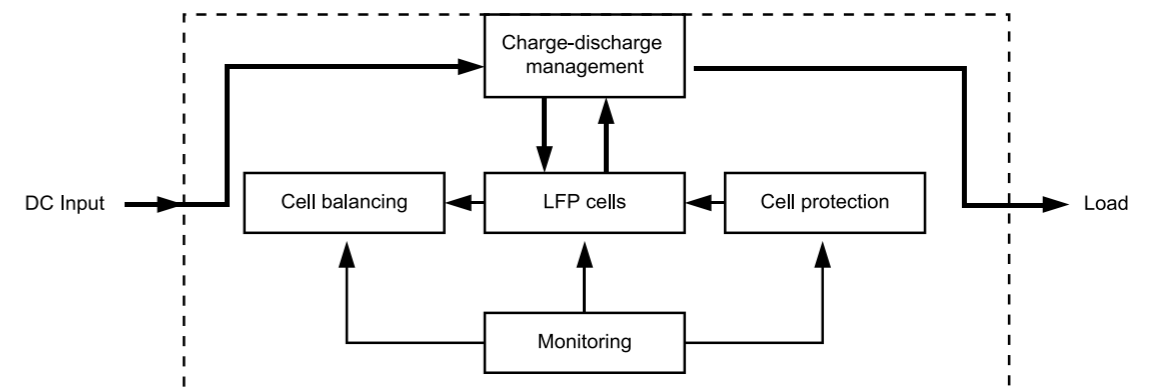 Charge-discharge
management
Cell balancing
LFP cells
Cell protection
DC Input
Load
Monitoring